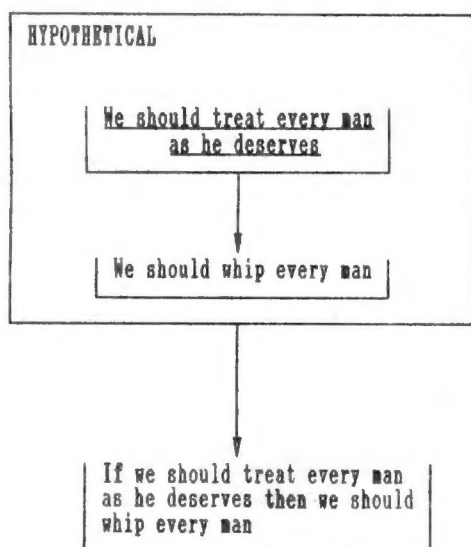 HYPOTHETICAL
We should treat every man
as he deserves
We should whip every man
If we should treat every man
as he deserves then we should
whip every man